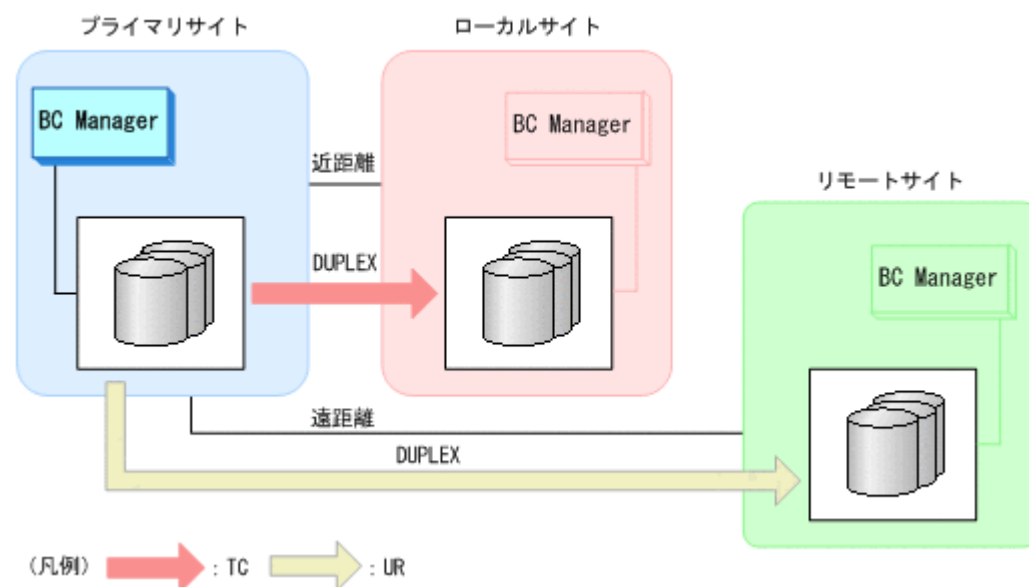 プライマリサイト
ローカルサイト
BC Manager
BC Manager
近距離
リモートサイト
DUPLEX
BC Manager
遠距離
DUPLEX
(凡例) : TC : UR